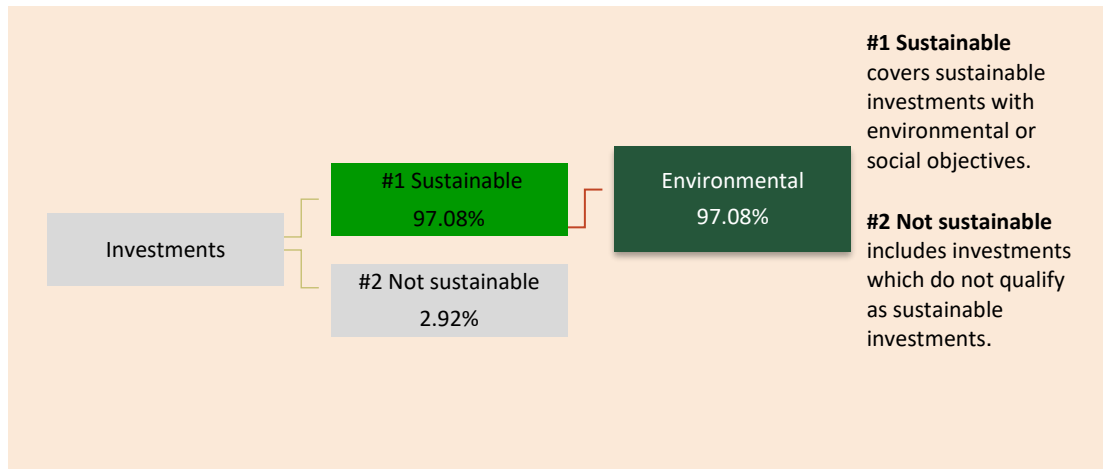 Investments
#1 Sustainable
97.08%
#2 Not sustainable
2.92%
Environmental
97.08%
#1 Sustainable
covers sustainable
investments with
environmental or
social objectives.
#2 Not sustainable
includes investments
which do not qualify
as sustainable
investments.